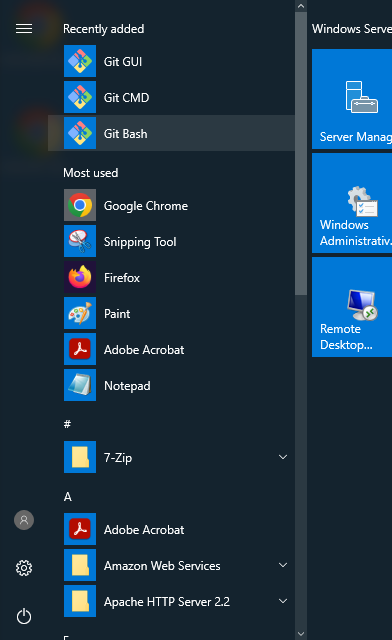 Recently added
Git GUI
Git CMD
Git Bash
Most used
Google Chrome
Snipping Tool
Firefox
Paint
Adobe Acrobat
Notepad
#
7-Zip
A
Adobe Acrobat
Amazon Web Services
Apache HTTP Server 2.2
Windows Serve
Server Manag
Windows
Administrativ...
Remote
Desktop...